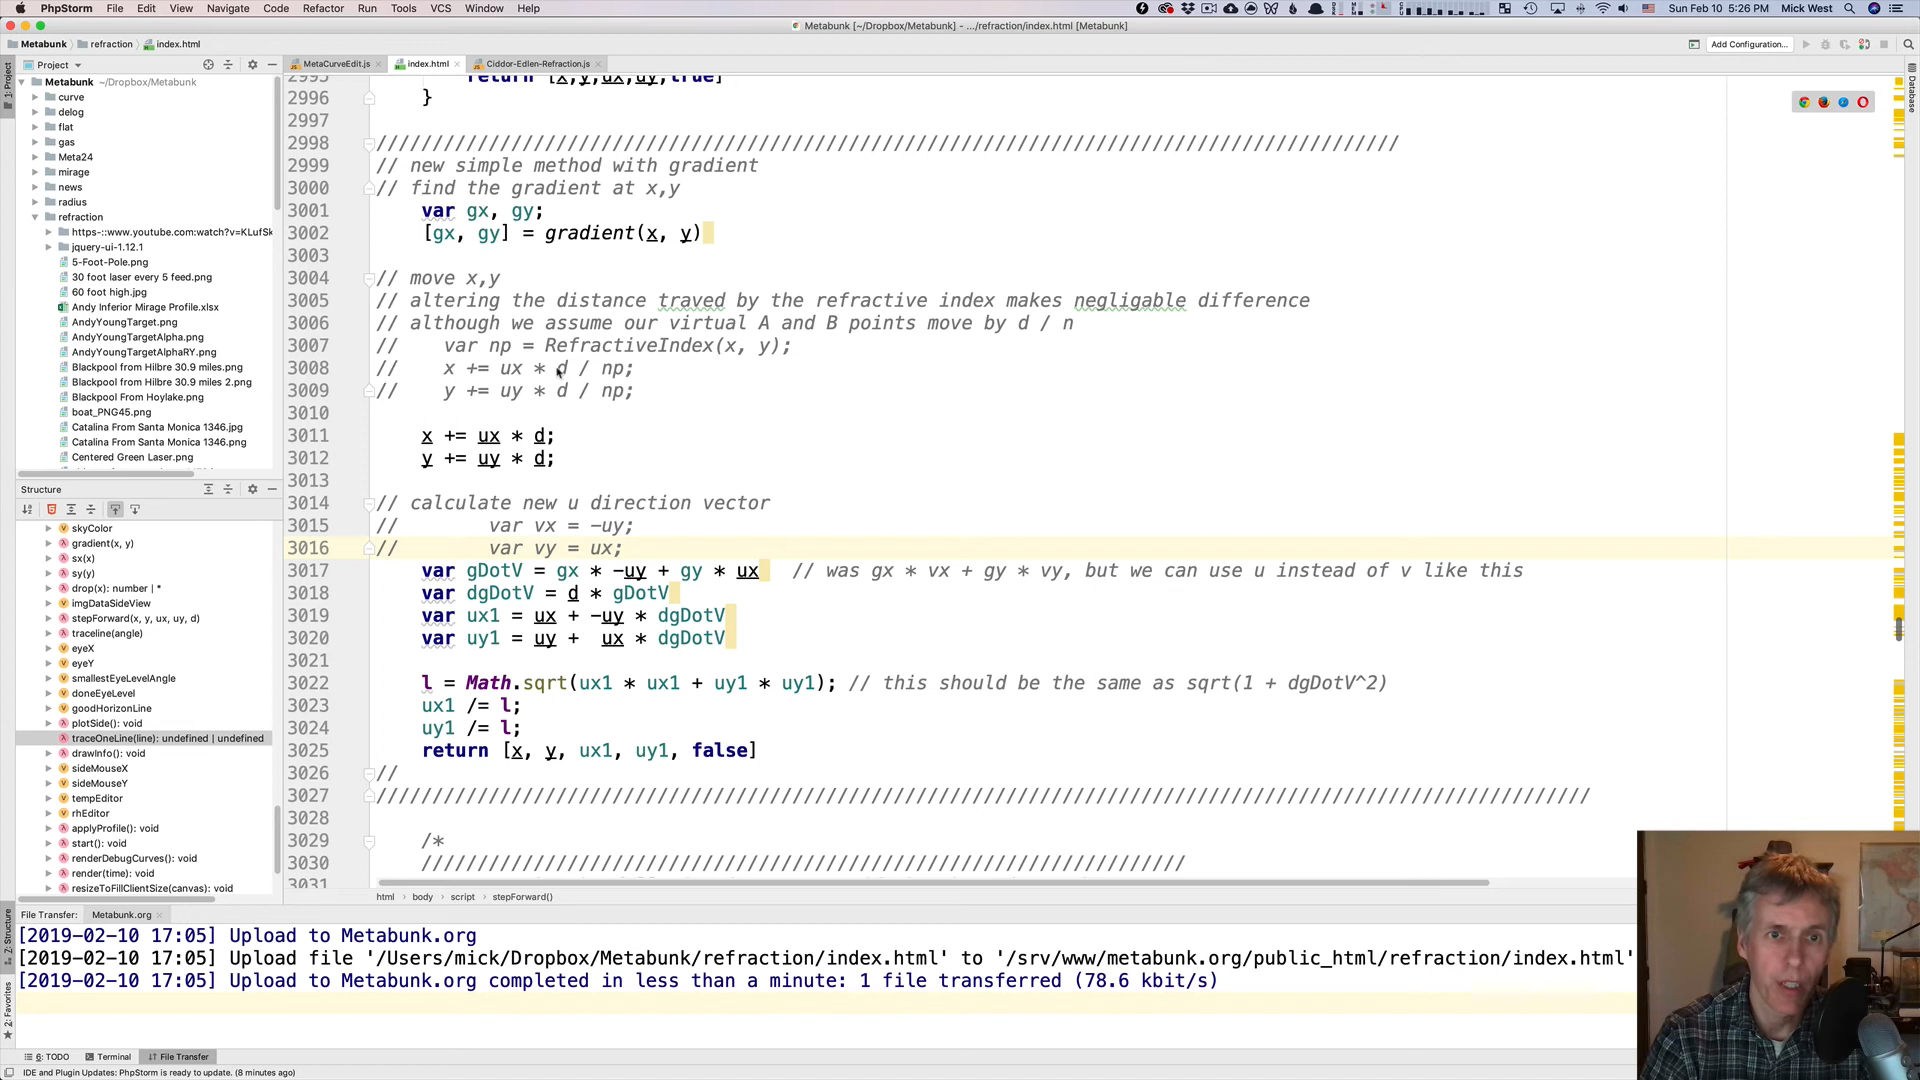 PhpStorm File Edit View Navigate Code Refactor Run Tools VCS Window Help Sun Feb 10 5:26 PM Mick West
Metabunk [~/Dropbox/Metabunk] - .../refraction/index.html [Metabunk]
Metabunk refraction index.html Add Configuration...
1: Project
Project
MetaCurveEdit.js index.html Ciddor-Edlen-Refraction.js
Database
Metabunk ~/Dropbox/Metabunk
curve
delog
flat
gas
Meta24
mirage
news
radius
refraction
https-::www.youtube.com:watch?v=KLufSk
jquery-ui-1.12.1
5-Foot-Pole.png
30 foot laser every 5 feed.png
60 foot high.jpg
Andy Inferior Mirage Profile.xlsx
AndyYoungTarget.png
AndyYoungTargetAlpha.png
AndyYoungTargetAlphaRY.png
Blackpool from Hilbre 30.9 miles.png
Blackpool from Hilbre 30.9 miles 2.png
Blackpool From Hoylake.png
boat_PNG45.png
Catalina From Santa Monica 1346.jpg
Catalina From Santa Monica 1346.png
Centered Green Laser.png
Structure
skyColor
gradient(x, y)
sx(x)
sy(y)
drop(x): number | *
imgDataSideView
stepForward(x, y, ux, uy, d)
traceline(angle)
eyeX
eyeY
smallestEyeLevelAngle
doneEyeLevel
goodHorizonLine
plotSide(): void
traceOneLine(line): undefined | undefined
drawInfo(): void
sideMouseX
sideMouseY
tempEditor
rhEditor
applyProfile(): void
start(): void
renderDebugCurves(): void
render(time): void
resizeToFillClientSize(canvas): void
2995 return [x,y,ux,uy,true]
2996 }
2997
2998 ///////////////////////////////////////////////////////////////////////////////////////////
2999 // new simple method with gradient
3000 // find the gradient at x,y
3001 var gx, gy;
3002 [gx, gy] = gradient(x, y)
3003
3004 // move x,y
3005 // altering the distance traved by the refractive index makes negligable difference
3006 // although we assume our virtual A and B points move by d / n
3007 // var np = RefractiveIndex(x, y);
3008 // x += ux * d / np;
3009 // y += uy * d / np;
3010
3011 x += ux * d;
3012 y += uy * d;
3013
3014 // calculate new u direction vector
3015 // var vx = -uy;
3016 // var vy = ux;
3017 var gDotV = gx * -uy + gy * ux // was gx * vx + gy * vy, but we can use u instead of v like this
3018 var dgDotV = d * gDotV
3019 var ux1 = ux + -uy * dgDotV
3020 var uy1 = uy + ux * dgDotV
3021
3022 l = Math.sqrt(ux1 * ux1 + uy1 * uy1); // this should be the same as sqrt(1 + dgDotV^2)
3023 ux1 /= l;
3024 uy1 /= l;
3025 return [x, y, ux1, uy1, false]
3026 //
3027 ////////////////////////////////////////////////////////////////////////////////////////////////////////////
3028
3029 /*
3030 ////////////////////////////////////////////////////////////////////
3031
html body script stepForward()
7: Structure
2: Favorites
File Transfer: Metabunk.org
[2019-02-10 17:05] Upload to Metabunk.org
[2019-02-10 17:05] Upload file '/Users/mick/Dropbox/Metabunk/refraction/index.html' to '/srv/www/metabunk.org/public_html/refraction/index.html'
[2019-02-10 17:05] Upload to Metabunk.org completed in less than a minute: 1 file transferred (78.6 kbit/s)
6: TODO Terminal File Transfer
IDE and Plugin Updates: PhpStorm is ready to update. (8 minutes ago)